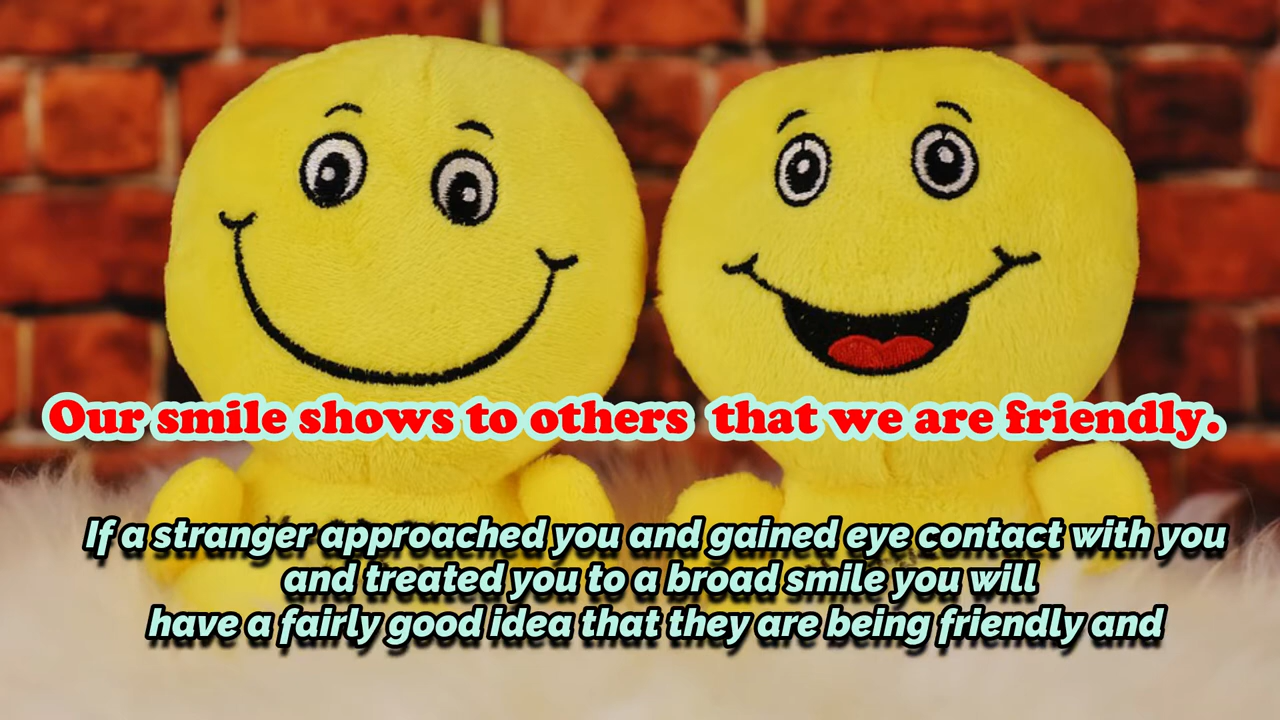 Our smile shows to others  that we are friendly.
If a stranger approached you and gained eye contact with you
and treated you to a broad smile you will
have a fairly good idea that they are being friendly and